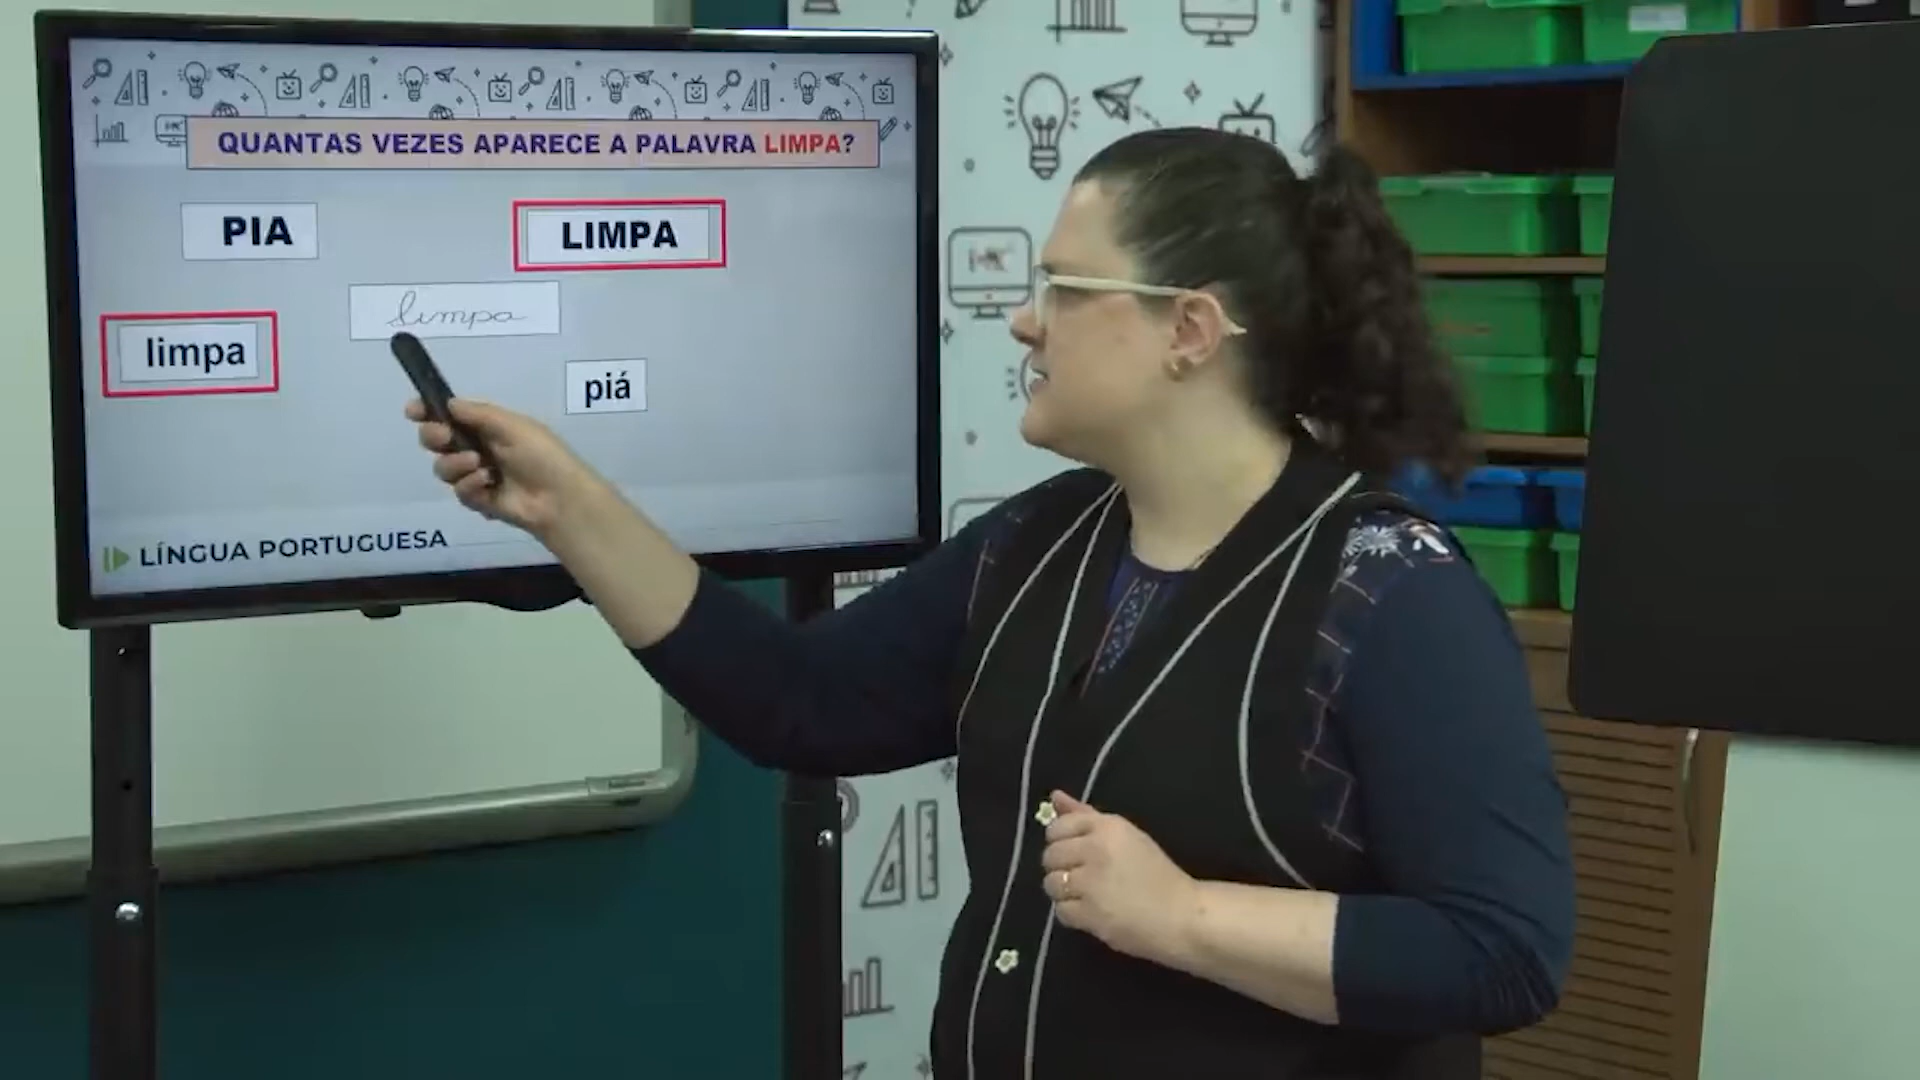 QUANTAS VEZES APARECE A PALAVRA LIMPA?
PIA
LIMPA
limpa
limpa
piá
LÍNGUA PORTUGUESA